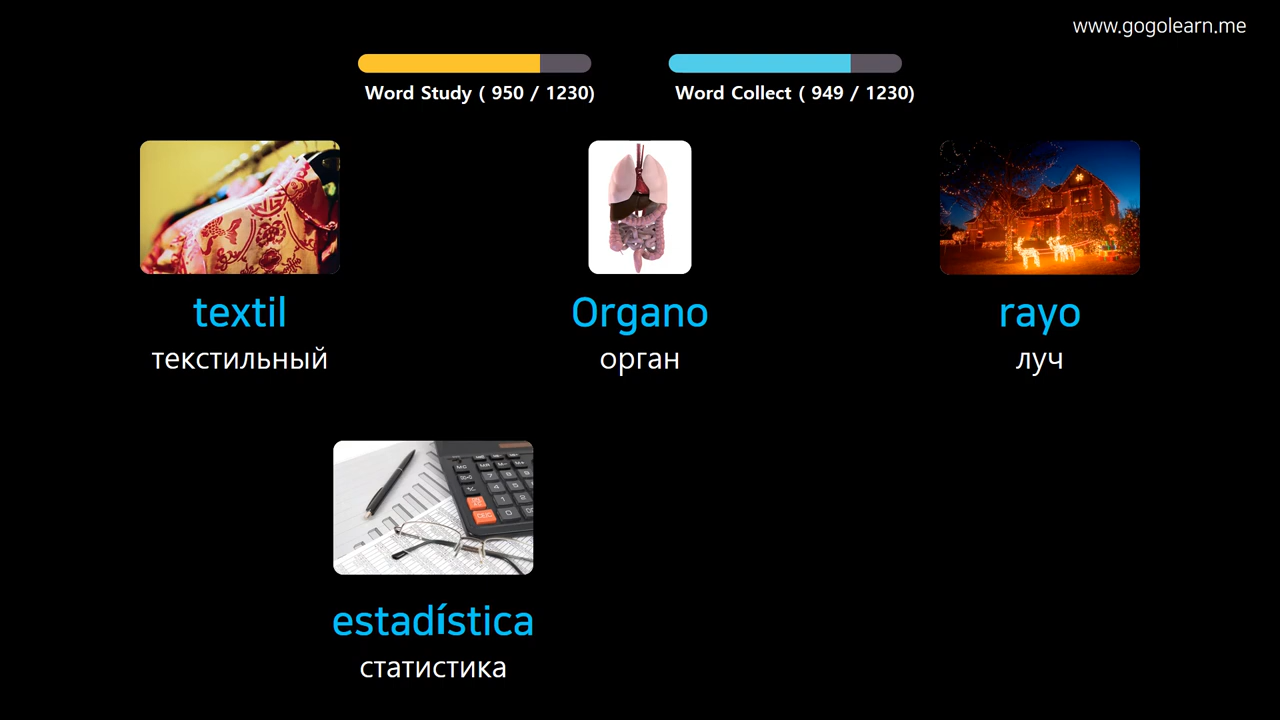 www.gogolearn.me
Word Study ( 950 / 1230)
Word Collect ( 949 / 1230)
textil
Organo
rayo
текстильный
орган
луч
estadística
статистика